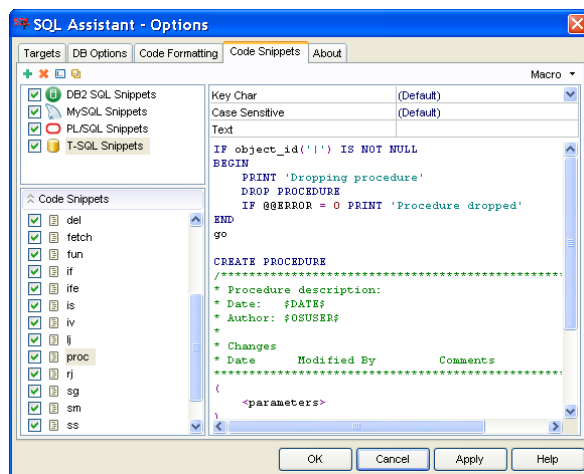 SQL Assistant - Options
Targets DB Options Code Formatting Code Snippets About
Macro
DB2 SQL Snippets
MySQL Snippets
PL/SQL Snippets
T-SQL Snippets
Code Snippets
del
fetch
fun
if
ife
is
iv
lj
proc
rj
sg
sm
ss
Key Char (Default)
Case Sensitive (Default)
Text
IF object_id('|') IS NOT NULL
BEGIN
PRINT 'Dropping procedure'
DROP PROCEDURE
IF @@ERROR = 0 PRINT 'Procedure dropped'
END
go
CREATE PROCEDURE
/******************************************************
* Procedure description:
* Date: $DATE$
* Author: $OSUSER$
*
* Changes
* Date Modified By Comments
*******************************************************
(
<parameters>
)
OK Cancel Apply Help